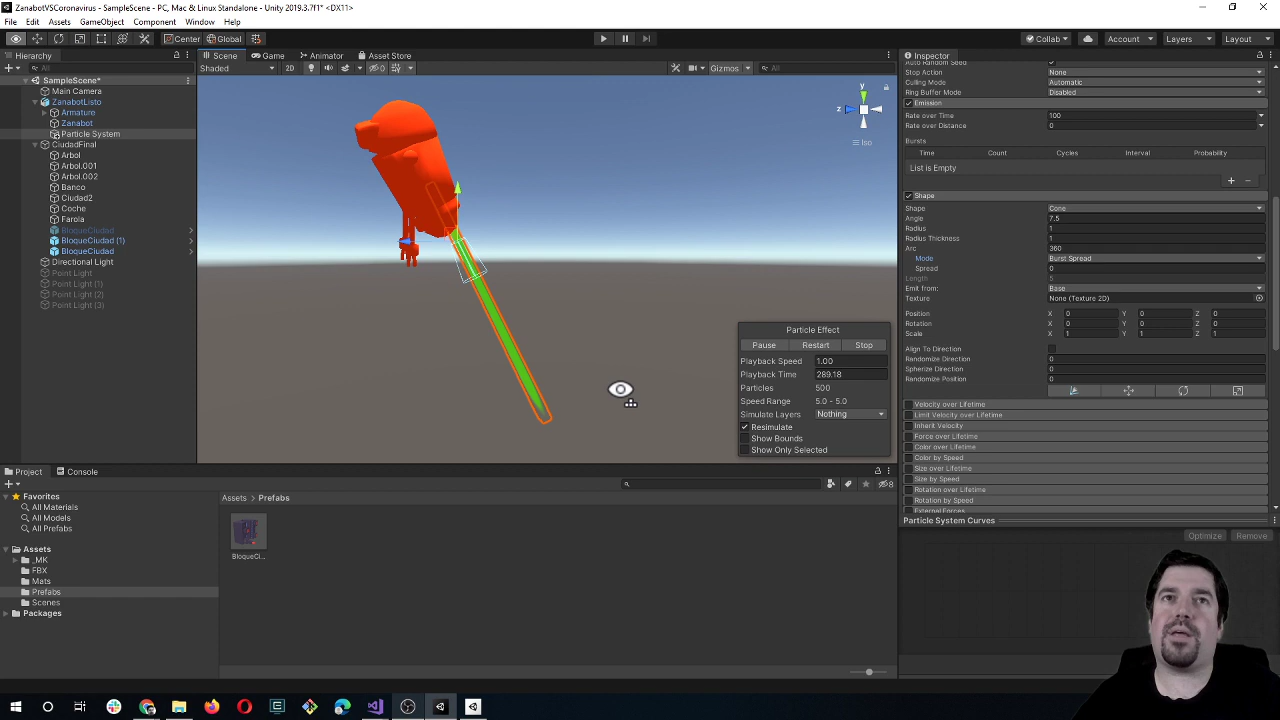 ZanabotVSCoronavirus - SampleScene - PC, Mac & Linux Standalone - Unity 2019.3.7f1* <DX11>
File Edit Assets GameObject Component Window Help
Center Global Collab Account Layers Layout
Hierarchy Scene Game Animator Asset Store Inspector
All Shaded 2D 0 Gizmos All
SampleScene*
Main Camera
ZanabotListo
Armature
Zanabot
Particle System
CiudadFinal
Arbol
Arbol.001
Arbol.002
Banco
Ciudad2
Coche
Farola
BloqueCiudad
BloqueCiudad (1)
BloqueCiudad
Directional Light
Point Light
Point Light (1)
Point Light (2)
Point Light (3)
y
z
Iso
Particle Effect
Pause Restart Stop
Playback Speed 1.00
Playback Time 289.18
Particles 500
Speed Range 5.0 - 5.0
Simulate Layers Nothing
Resimulate
Show Bounds
Show Only Selected
Auto Random Seed
Stop Action None
Culling Mode Automatic
Ring Buffer Mode Disabled
Emission
Rate over Time 100
Rate over Distance 0
Bursts
Time Count Cycles Interval Probability
List is Empty
Shape
Shape Cone
Angle 7.5
Radius 1
Radius Thickness 1
Arc 360
Mode Burst Spread
Spread 0
Length 5
Emit from: Base
Texture None (Texture 2D)
Position X 0 Y 0 Z 0
Rotation X 0 Y 0 Z 0
Scale X 1 Y 1 Z 1
Align To Direction
Randomize Direction 0
Spherize Direction 0
Randomize Position 0
Velocity over Lifetime
Limit Velocity over Lifetime
Inherit Velocity
Force over Lifetime
Color over Lifetime
Color by Speed
Size over Lifetime
Size by Speed
Rotation over Lifetime
Rotation by Speed
External Forces
Particle System Curves
Optimize Remove
Project Console
8
Favorites
All Materials
All Models
All Prefabs
Assets
_MK
FBX
Mats
Prefabs
Scenes
Packages
Assets > Prefabs
BloqueCi...